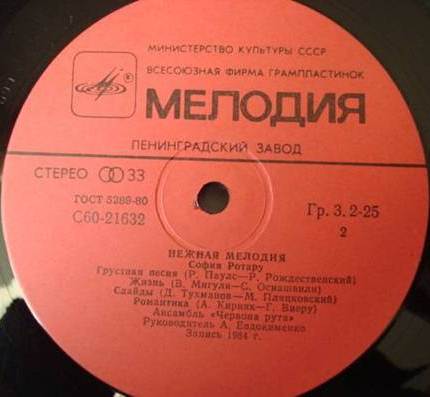 МИНИСТЕРСТВО КУЛЬТУРЫ СССР
ВСЕСОЮЗНАЯ ФИРМА ГРАМПЛАСТИНОК
МЕЛОДИЯ
ЛЕНИНГРАДСКИЙ ЗАВОД
СТЕРЕО 33
ГОСТ 5289-80
С60-21632
Гр. 3. 2-25
2
НЕЖНАЯ МЕЛОДИЯ
София Ротару
Грустная песня (Р. Паулс—Р. Рождественский)
Жизнь (В. Мигуля—С. Осиашвили)
Слайды (Д. Тухманов—М. Пляцковский)
Романтика (А. Кирияк—Г. Виеру)
Ансамбль «Червона рута»
Руководитель А. Евдокименко
Запись 1984 г.